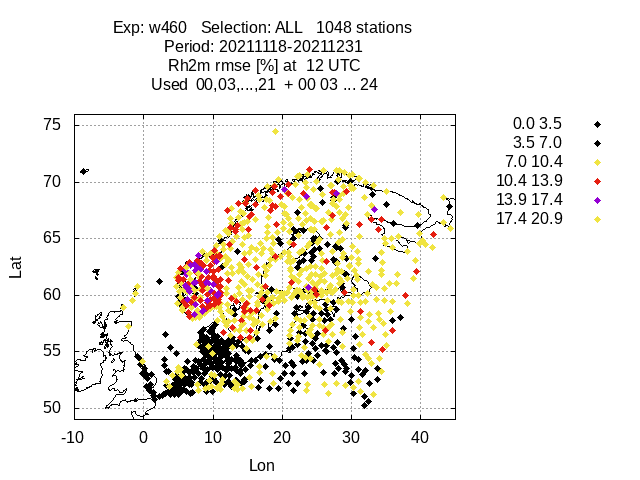 Exp: w460   Selection: ALL   1048 stations
Period: 20211118-20211231
Rh2m rmse [%] at  12 UTC
Used  00,03,...,21  + 00 03 ... 24
0.0 3.5
3.5 7.0
7.0 10.4
10.4 13.9
13.9 17.4
17.4 20.9
75
70
65
60
55
50
Lat
-10 0 10 20 30 40
Lon